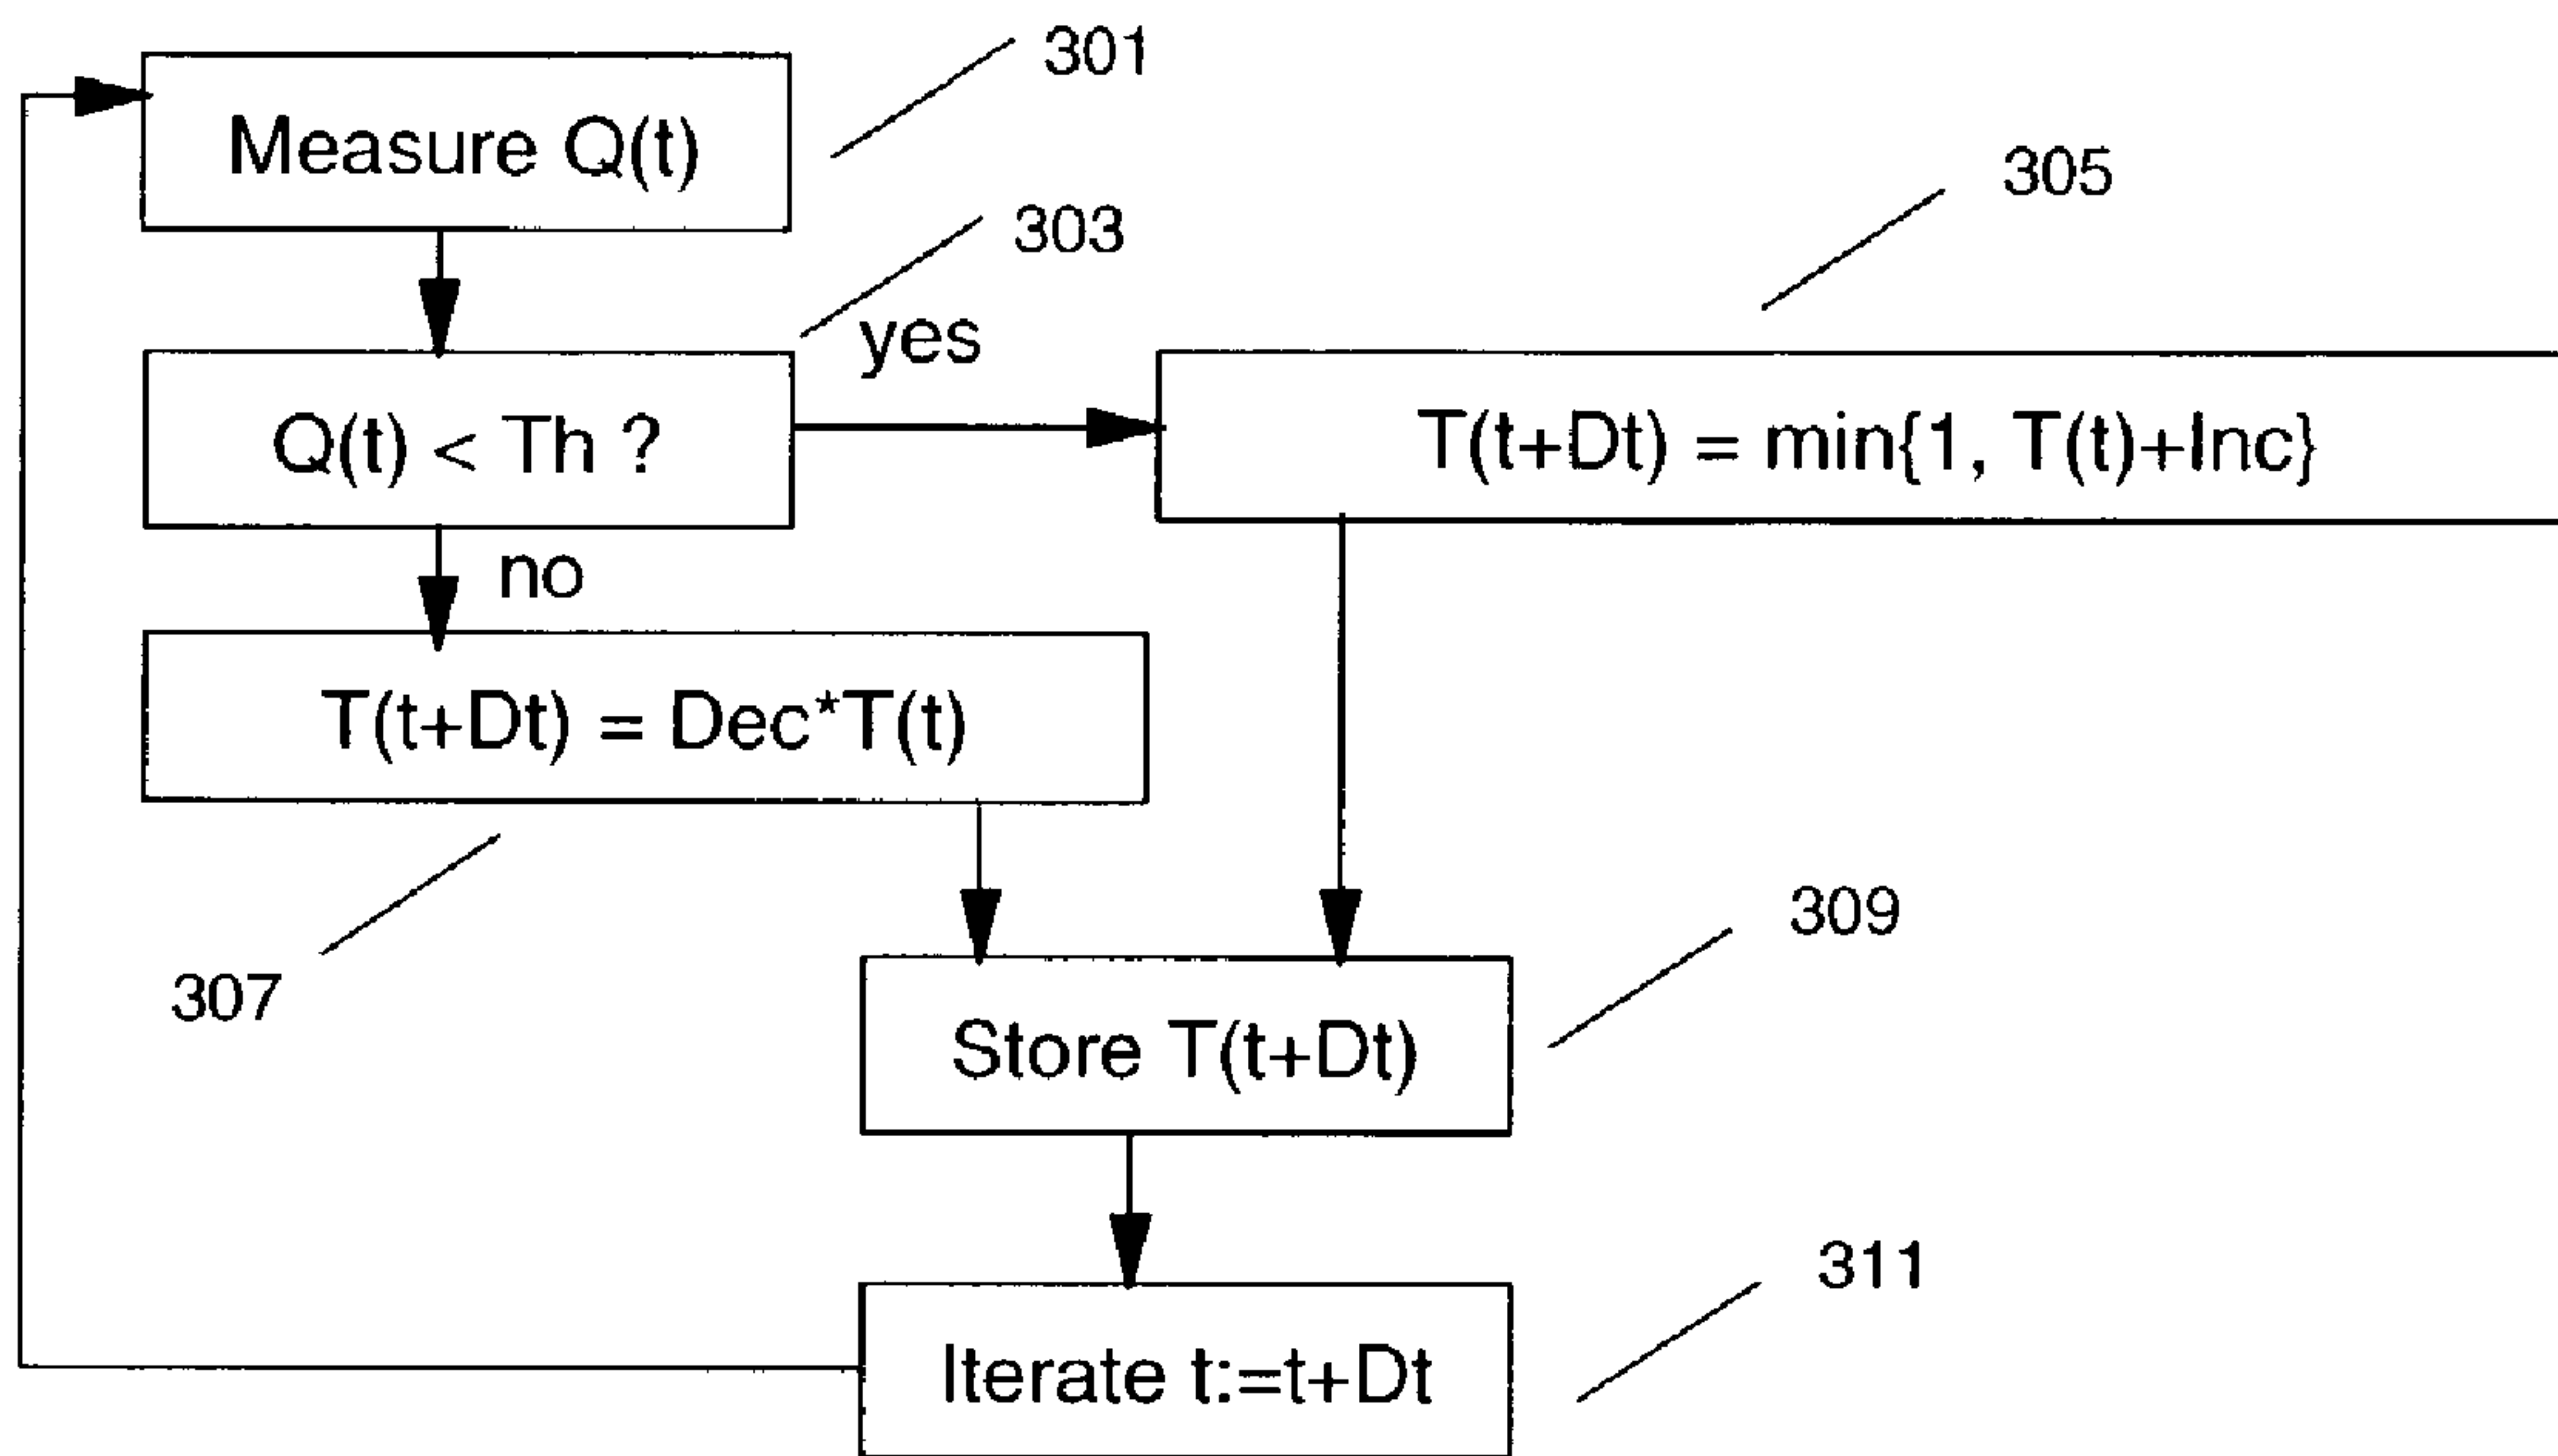 301
Measure Q(t)
303
305
yes
Q(t) < Th ?
T(t+Dt) = min{1, T(t)+Inc}
no
T(t+Dt) = Dec*T(t)
307
309
Store T(t+Dt)
311
Iterate t:=t+Dt